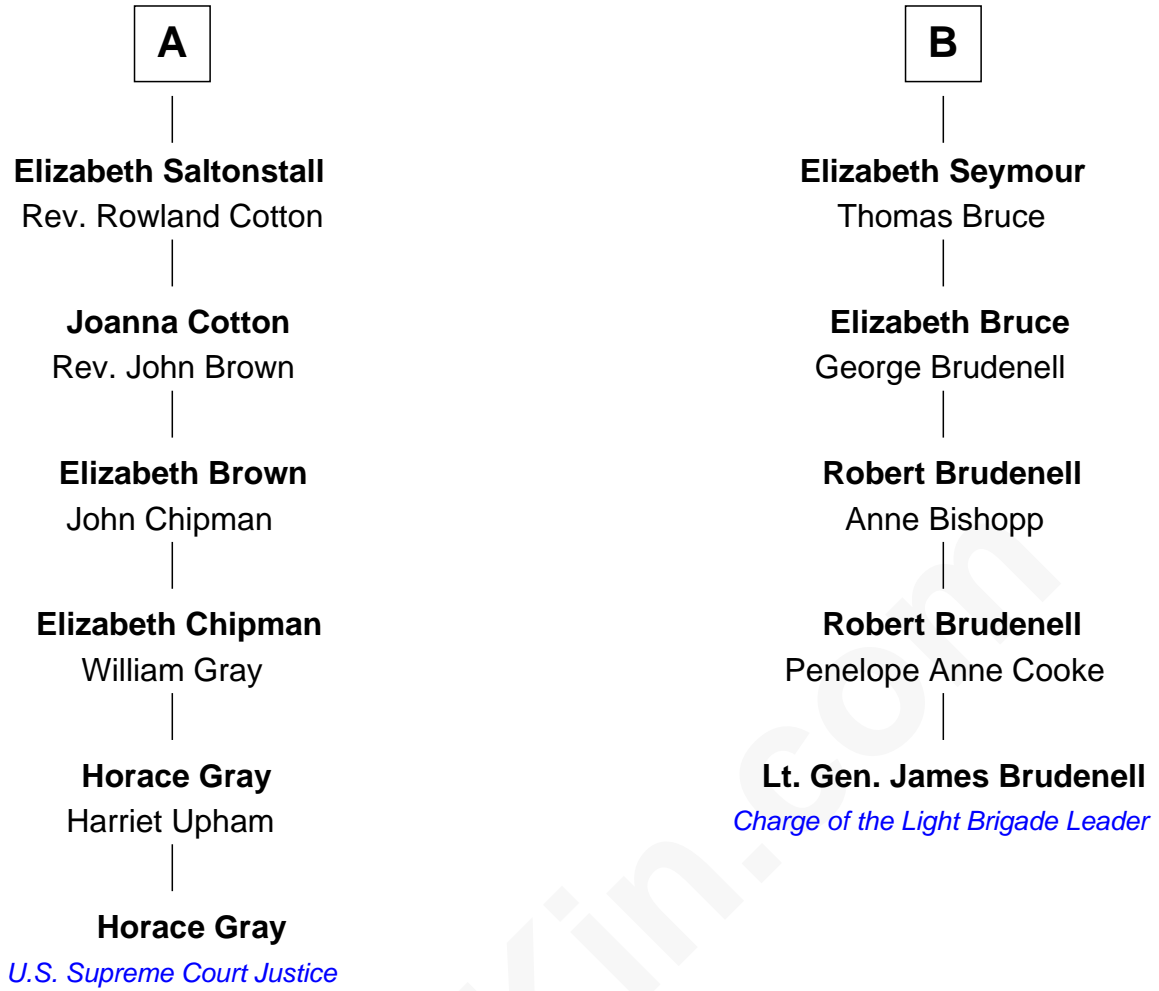 A
Elizabeth Saltonstall
Rev. Rowland Cotton
Joanna Cotton
Rev. John Brown
Elizabeth Brown
John Chipman
Elizabeth Chipman
William Gray
Horace Gray
Harriet Upham
Horace Gray
U.S. Supreme Court Justice
B
Elizabeth Seymour
Thomas Bruce
Elizabeth Bruce
George Brudenell
Robert Brudenell
Anne Bishopp
Robert Brudenell
Penelope Anne Cooke
Lt. Gen. James Brudenell
Charge of the Light Brigade Leader